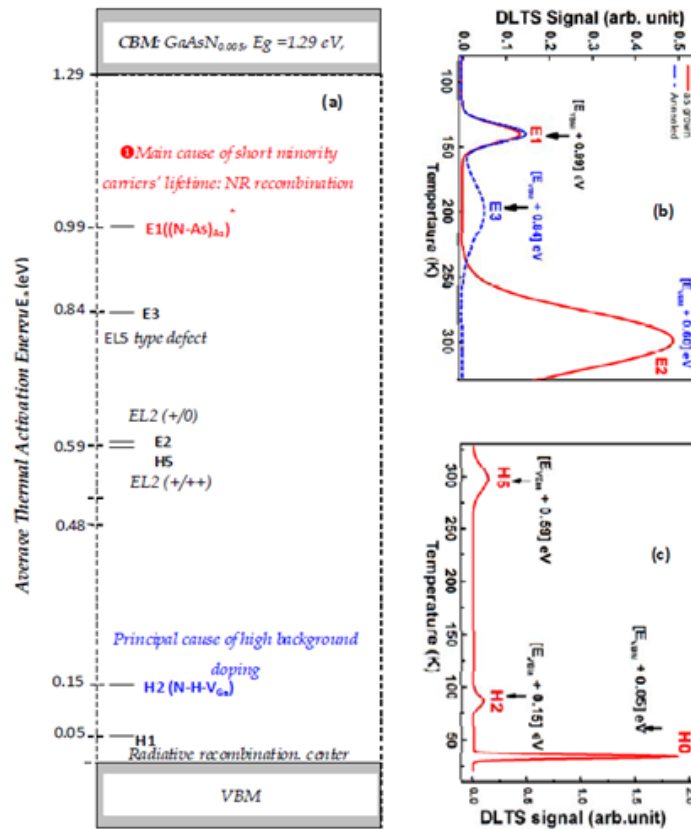 CBM: GaAsN0.005, Eg =1.29 eV,
1.29
(a)
❶Main cause of short minority
carriers' lifetime: NR recombination
0.99
E1((N-As)As)
*
0.84
E3
EL5 type defect
EL2 (+/0)
0.59
E2
H5
EL2 (+/++)
0.48
Principal cause of high background
doping
0.15
H2 (N-H-VGa)
0.05
H1
Radiative recombination. center
VBM
Average Thermal Activation Energy
(eV)
DLTS Signal (arb. unit)
0.0 0.1 0.3 0.4 0.5
as grown
Annealed
100
150
200
250
300
Temperature (K)
E1
[EVBM + 0.99] eV
E3
[EVBM + 0.84] eV
(b)
[EVBM + 0.60] eV
E2
300
250
200
150
100
50
Temperature (K)
H5
[EVBM + 0.59] eV
(c)
H2
[EVBM + 0.15] eV
[EVBM + 0.05] eV
H0
0.0 0.5 1.0 1.5 2.0
DLTS signal (arb.unit)